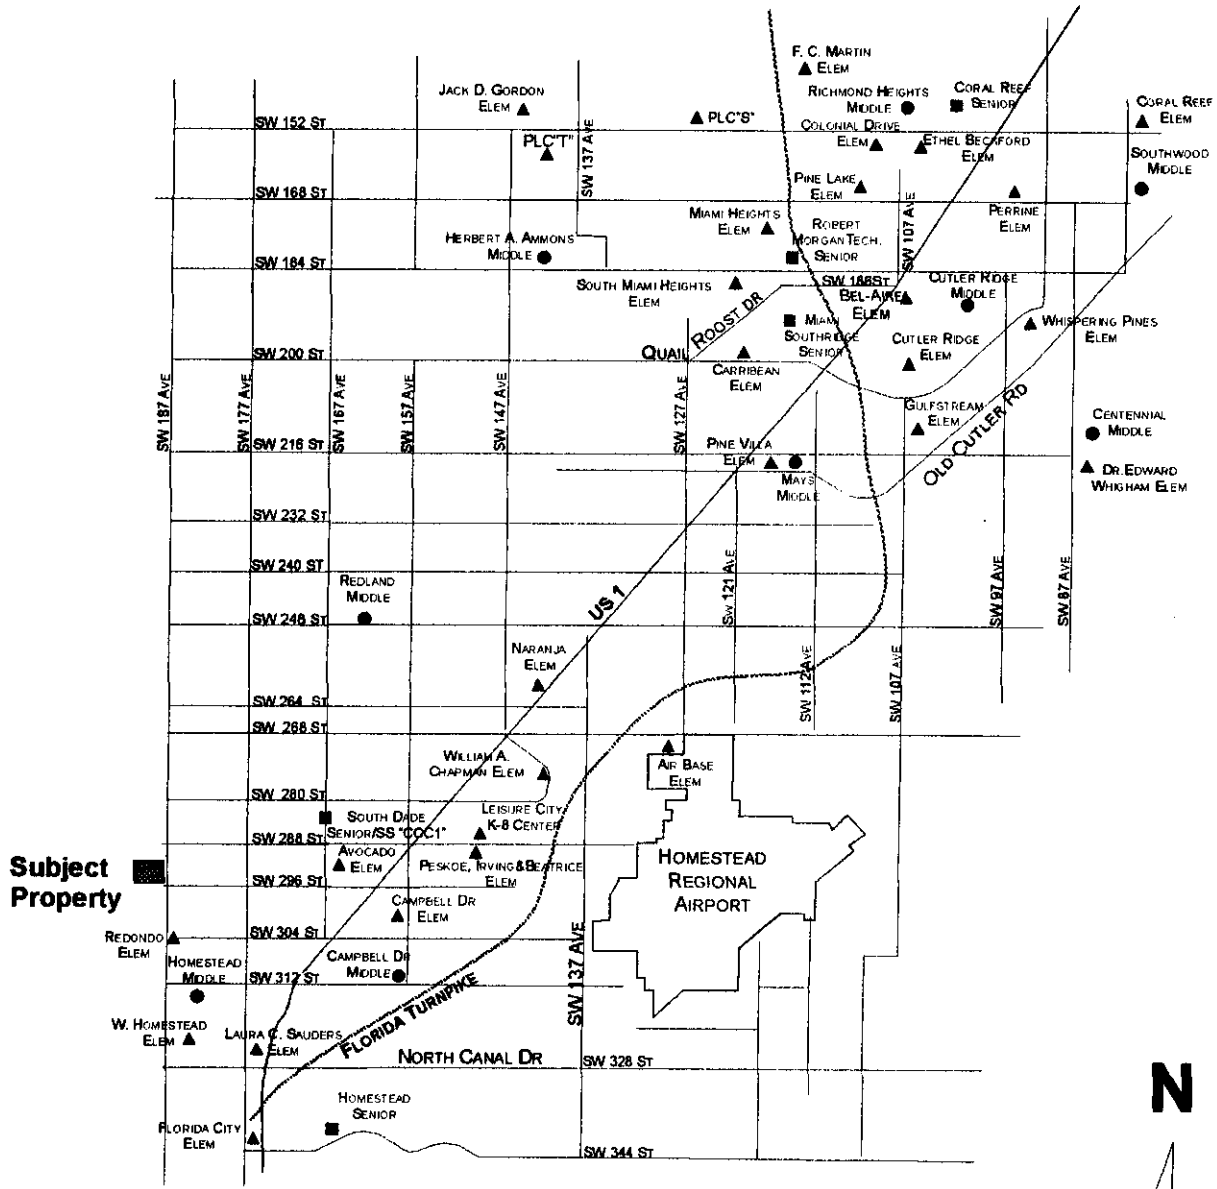 F. C. MARTIN
ELEM
JACK D. GORDON
ELEM
RICHMOND HEIGHTS
MIDDLE
CORAL REEF
SENIOR
CORAL REEF
ELEM
SW 152 ST
PLC"T"
SW 137 AVE
PLC"S"
COLONIAL DRIVE
ELEM
ETHEL BECKFORD
ELEM
SOUTHWOOD
MIDDLE
SW 168 ST
PINE LAKE
ELEM
SW 107 AVE
PERRINE
ELEM
MIAMI HEIGHTS
ELEM
ROBERT
MORGAN TECH.
SENIOR
HERBERT A. AMMONS
MIDDLE
SW 184 ST
SOUTH MIAMI HEIGHTS
ELEM
SW 186 ST
BEL-AIRE
ELEM
CUTLER RIDGE
MIDDLE
QUAIL ROOST DR
MIAMI
SOUTHRIDGE
SENIOR
WHISPERING PINES
ELEM
CUTLER RIDGE
ELEM
SW 200 ST
CARRIBEAN
ELEM
SW 187 AVE
SW 177 AVE
SW 167 AVE
SW 157 AVE
SW 147 AVE
SW 127 AVE
GULFSTREAM
ELEM
OLD CUTLER RD
CENTENNIAL
MIDDLE
SW 216 ST
PINE VILLA
ELEM
MAYS
MIDDLE
DR. EDWARD
WHIGHAM ELEM
SW 232 ST
SW 240 ST
REDLAND
MIDDLE
US 1
SW 121 AVE
SW 97 AVE
SW 87 AVE
SW 248 ST
NARANJA
ELEM
SW 112 AVE
SW 107 AVE
SW 264 ST
SW 268 ST
WILLIAM A.
CHAPMAN ELEM
AIR BASE
ELEM
SW 280 ST
SOUTH DADE
SENIOR/SS "COC1"
LEISURE CITY
K-8 CENTER
SW 288 ST
AVOCADO
ELEM
PESKOE, IRVING & BEATRICE
ELEM
HOMESTEAD
REGIONAL
AIRPORT
Subject
Property
SW 296 ST
CAMPBELL DR
ELEM
REDONDO
ELEM
SW 304 ST
HOMESTEAD
MIDDLE
CAMPBELL DR
MIDDLE
SW 312 ST
SW 137 AVE
W. HOMESTEAD
ELEM
LAURA C. SAUDERS
ELEM
FLORIDA TURNPIKE
NORTH CANAL DR
SW 328 ST
N
HOMESTEAD
SENIOR
FLORIDA CITY
ELEM
SW 344 ST